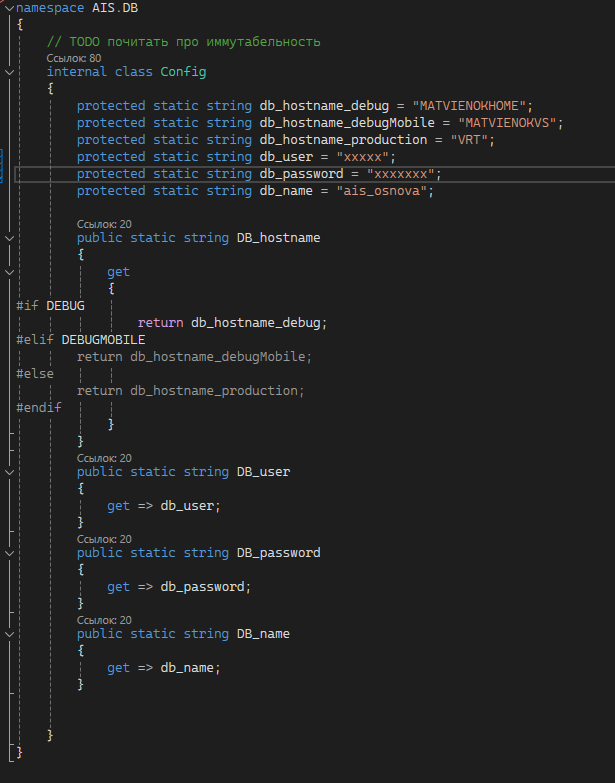 namespace AIS.DB
{
// TODO почитать про иммутабельность
Ссылок: 80
internal class Config
{
protected static string db_hostname_debug = "MATVIENOKHOME";
protected static string db_hostname_debugMobile = "MATVIENOKVS";
protected static string db_hostname_production = "VRT";
protected static string db_user = "xxxxx";
protected static string db_password = "xxxxxxx";
protected static string db_name = "ais_osnova";
Ссылок: 20
public static string DB_hostname
{
get
{
#if DEBUG
return db_hostname_debug;
#elif DEBUGMOBILE
return db_hostname_debugMobile;
#else
return db_hostname_production;
#endif
}
}
Ссылок: 20
public static string DB_user
{
get => db_user;
}
Ссылок: 20
public static string DB_password
{
get => db_password;
}
Ссылок: 20
public static string DB_name
{
get => db_name;
}
}
}